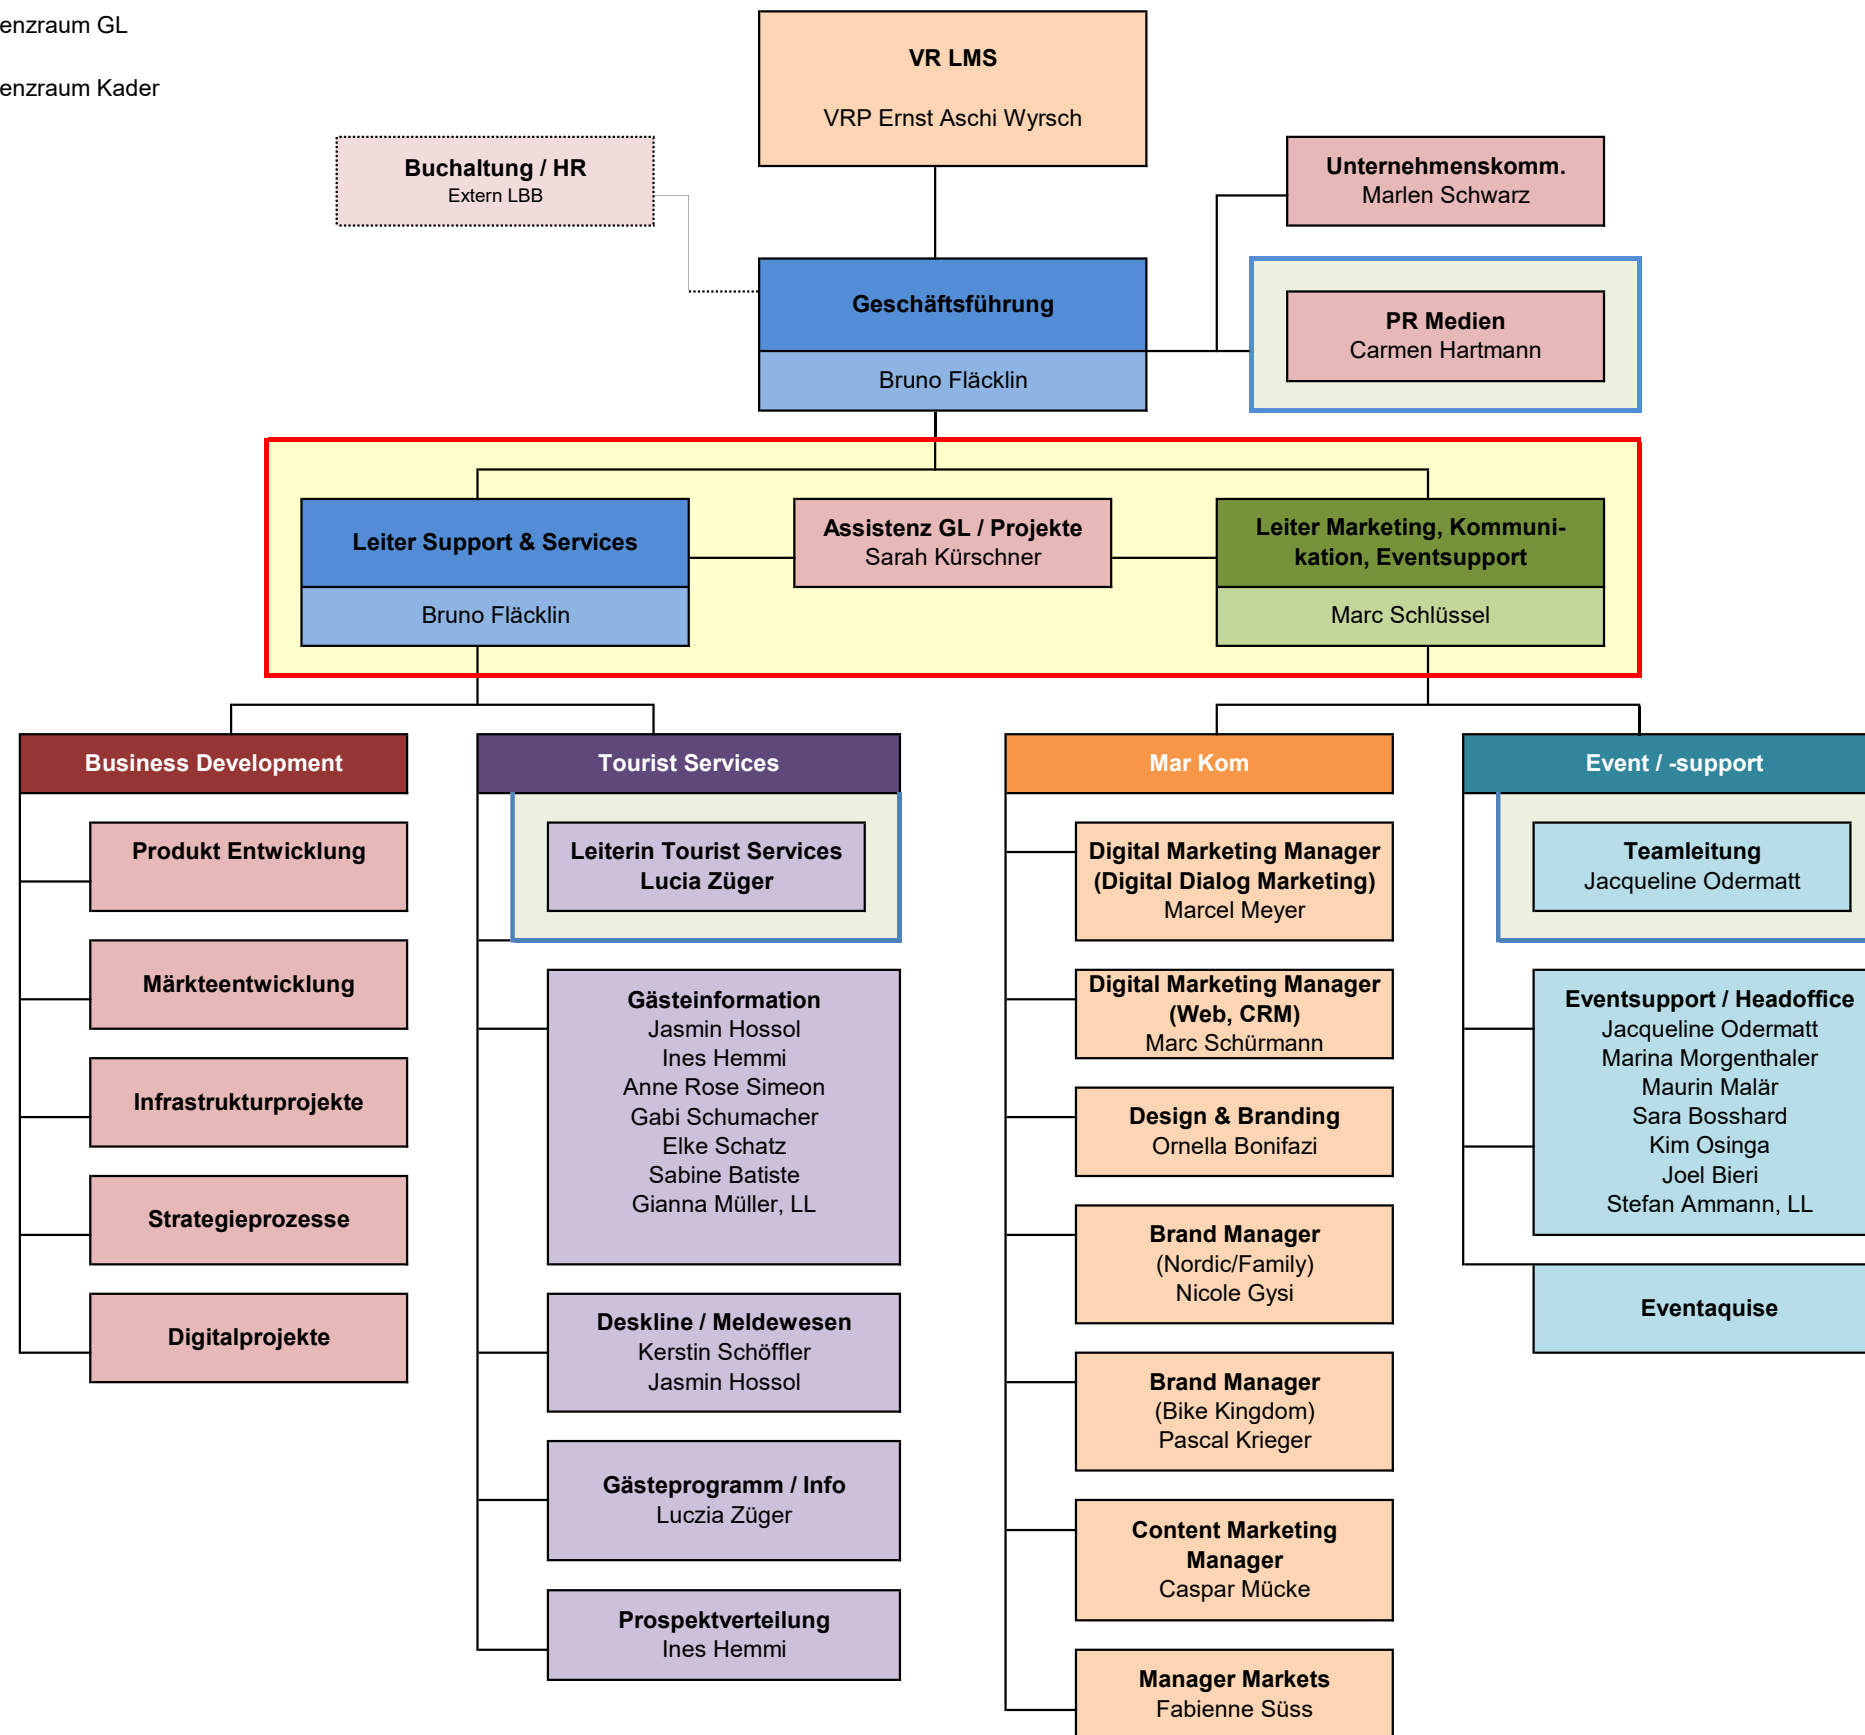 enzraum GL
enzraum Kader
VR LMS
VRP Ernst Aschi Wyrsch
Buchaltung / HR
Extern LBB
Unternehmenskomm.
Marlen Schwarz
Geschäftsführung
Bruno Fläcklin
PR Medien
Carmen Hartmann
Leiter Support & Services
Bruno Fläcklin
Assistenz GL / Projekte
Sarah Kürschner
Leiter Marketing, Kommuni-
kation, Eventsupport
Marc Schlüssel
Business Development
Produkt Entwicklung
Märkteentwicklung
Infrastrukturprojekte
Strategieprozesse
Digitalprojekte
Tourist Services
Leiterin Tourist Services
Lucia Züger
Gästeinformation
Jasmin Hossol
Ines Hemmi
Anne Rose Simeon
Gabi Schumacher
Elke Schatz
Sabine Batiste
Gianna Müller, LL
Deskline / Meldewesen
Kerstin Schöffler
Jasmin Hossol
Gästeprogramm / Info
Luczia Züger
Prospektverteilung
Ines Hemmi
Mar Kom
Digital Marketing Manager
(Digital Dialog Marketing)
Marcel Meyer
Digital Marketing Manager
(Web, CRM)
Marc Schürmann
Design & Branding
Ornella Bonifazi
Brand Manager
(Nordic/Family)
Nicole Gysi
Brand Manager
(Bike Kingdom)
Pascal Krieger
Content Marketing
Manager
Caspar Mücke
Manager Markets
Fabienne Süss
Event / -support
Teamleitung
Jacqueline Odermatt
Eventsupport / Headoffice
Jacqueline Odermatt
Marina Morgenthaler
Maurin Malär
Sara Bosshard
Kim Osinga
Joel Bieri
Stefan Ammann, LL
Eventaquise